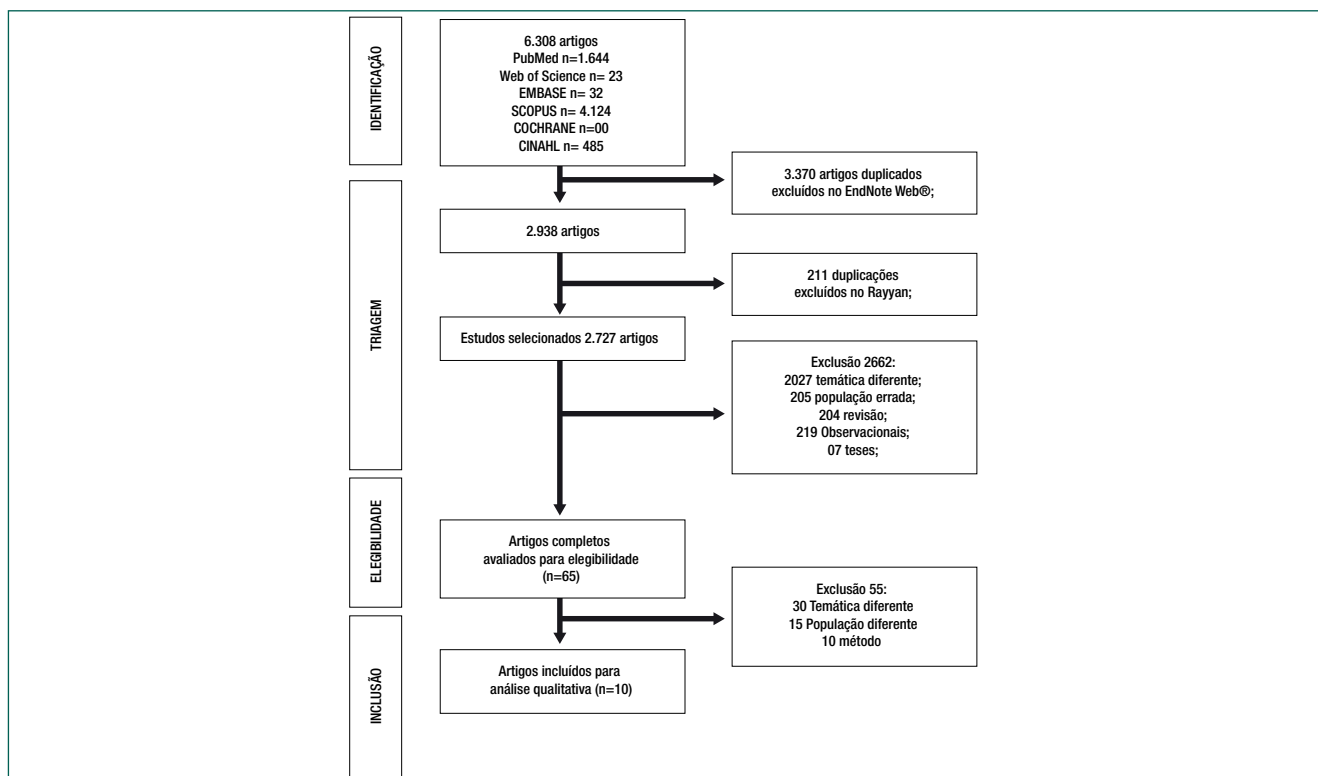 IDENTIFICAÇÃO
6.308 artigos
PubMed n=1.644
Web of Science n= 23
EMBASE n= 32
SCOPUS n= 4.124
COCHRANE n=00
CINAHL n= 485
3.370 artigos duplicados
excluídos no EndNote Web®;
TRIAGEM
2.938 artigos
211 duplicações
excluídos no Rayyan;
Estudos selecionados 2.727 artigos
Exclusão 2662:
2027 temática diferente;
205 população errada;
204 revisão;
219 Observacionais;
07 teses;
ELEGIBILIDADE
Artigos completos
avaliados para elegibilidade
(n=65)
Exclusão 55:
30 Temática diferente
15 População diferente
10 método
INCLUSÃO
Artigos incluídos para
análise qualitativa (n=10)